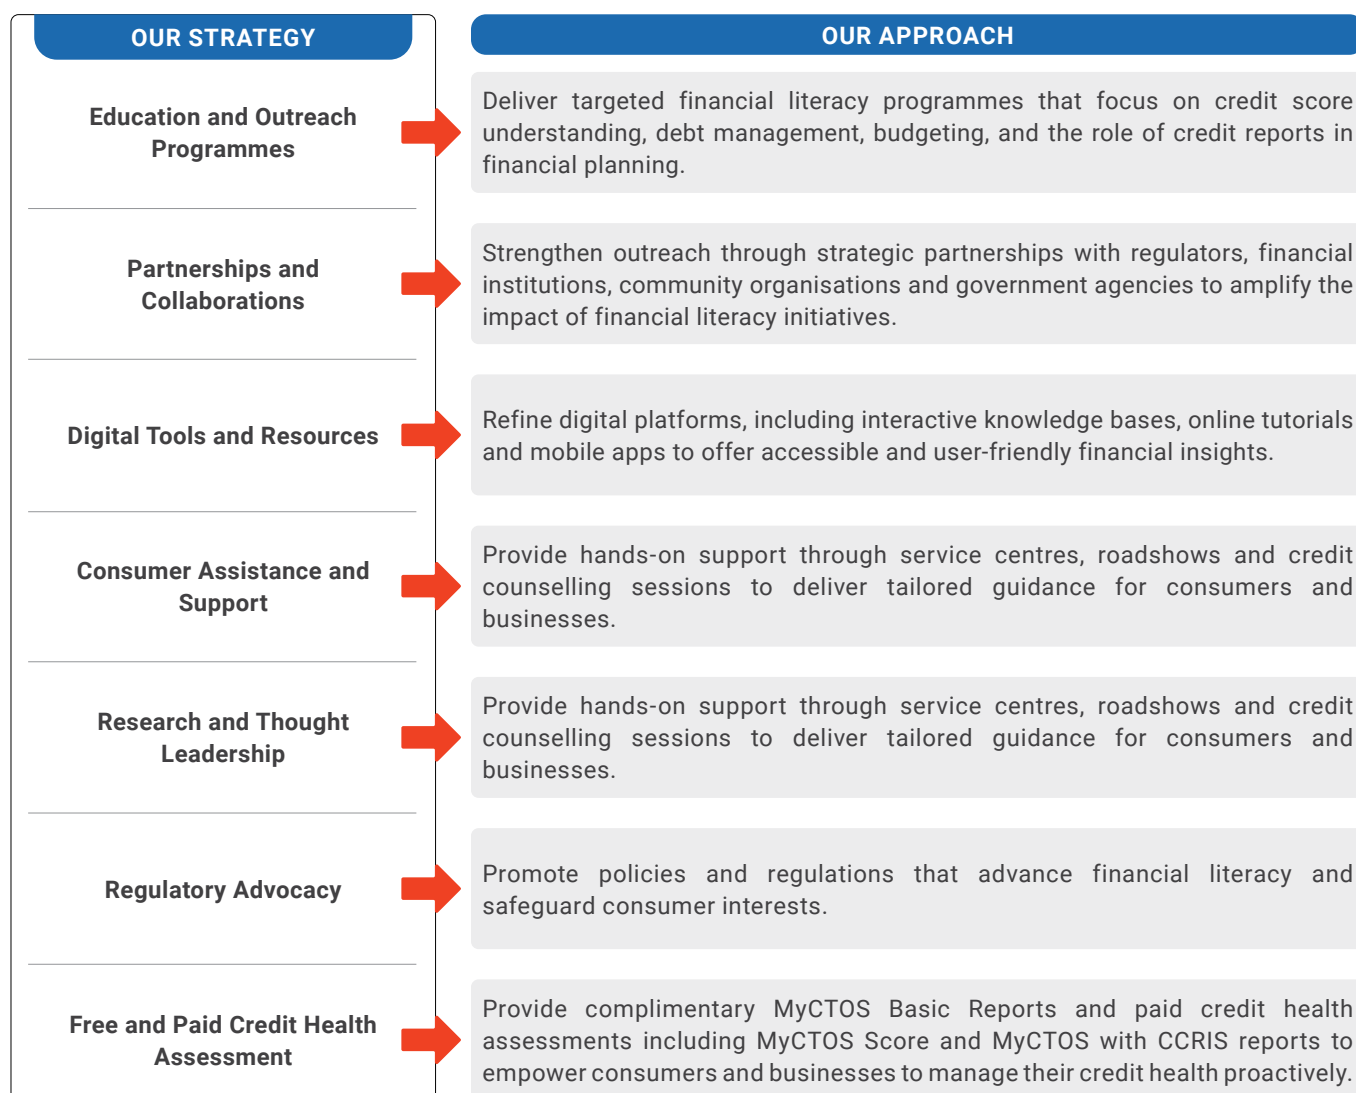 OUR STRATEGY
OUR APPROACH
Education and Outreach
Programmes
Deliver targeted financial literacy programmes that focus on credit score
understanding, debt management, budgeting, and the role of credit reports in
financial planning.
Partnerships and
Collaborations
Strengthen outreach through strategic partnerships with regulators, financial
institutions, community organisations and government agencies to amplify the
impact of financial literacy initiatives.
Digital Tools and Resources
Refine digital platforms, including interactive knowledge bases, online tutorials
and mobile apps to offer accessible and user-friendly financial insights.
Consumer Assistance and
Support
Provide hands-on support through service centres, roadshows and credit
counselling sessions to deliver tailored guidance for consumers and
businesses.
Research and Thought
Leadership
Provide hands-on support through service centres, roadshows and credit
counselling sessions to deliver tailored guidance for consumers and
businesses.
Regulatory Advocacy
Promote policies and regulations that advance financial literacy and
safeguard consumer interests.
Free and Paid Credit Health
Assessment
Provide complimentary MyCTOS Basic Reports and paid credit health
assessments including MyCTOS Score and MyCTOS with CCRIS reports to
empower consumers and businesses to manage their credit health proactively.